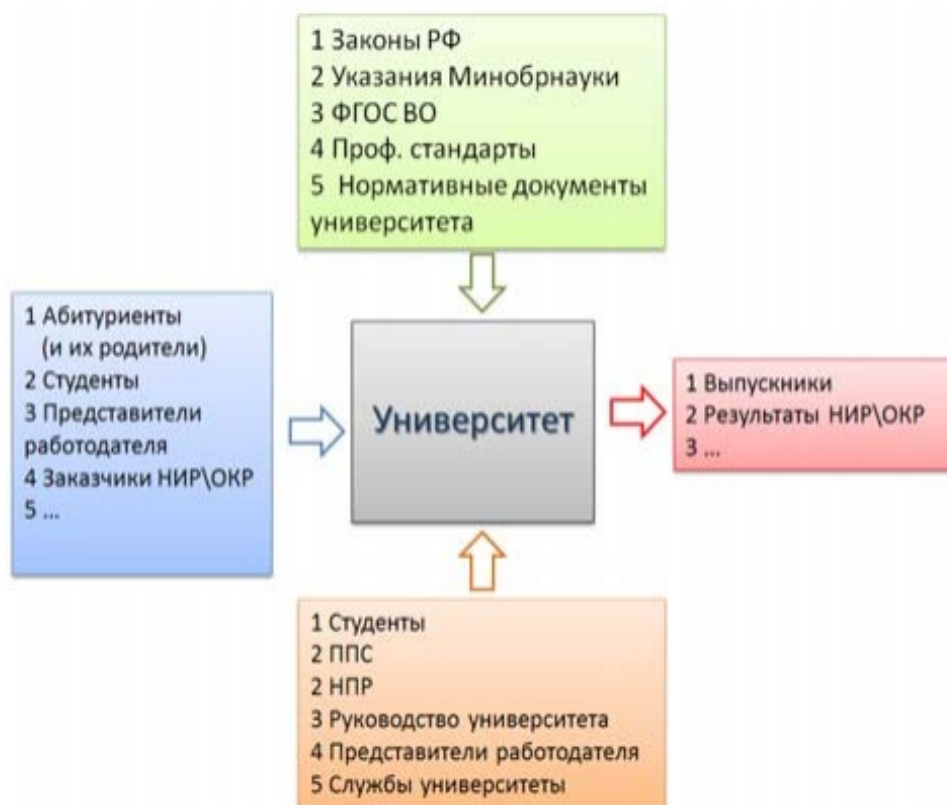 1 Законы РФ
2 Указания Минобрнауки
3 ФГОС ВО
4 Проф. стандарты
5 Нормативные документы
университета
1 Абитуриенты
(и их родители)
2 Студенты
3 Представители
работодателя
4 Заказчики НИР\ОКР
5 ...
Университет
1 Выпускники
2 Результаты НИР\ОКР
3 ...
1 Студенты
2 ППС
2 НПР
3 Руководство университета
4 Представители работодателя
5 Службы университеты